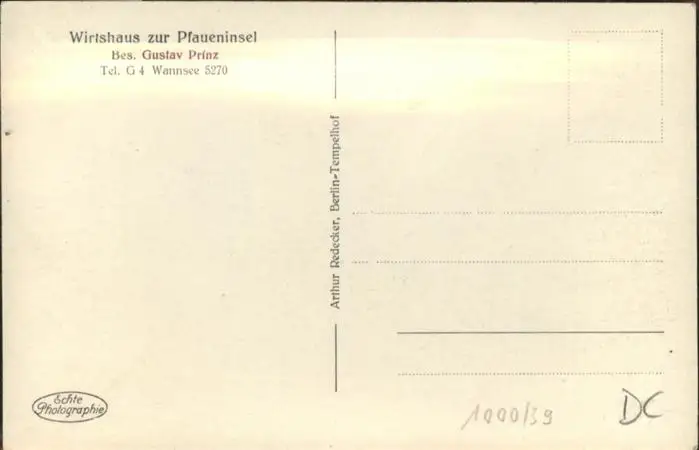 Wirtshaus zur Pfaueninsel
Bes. Gustav Prinz
Tel. G 4 Wannsee 5270
Arthur Redecker, Berlin-Tempelhof
Echte
Photographie
1000/39
DC